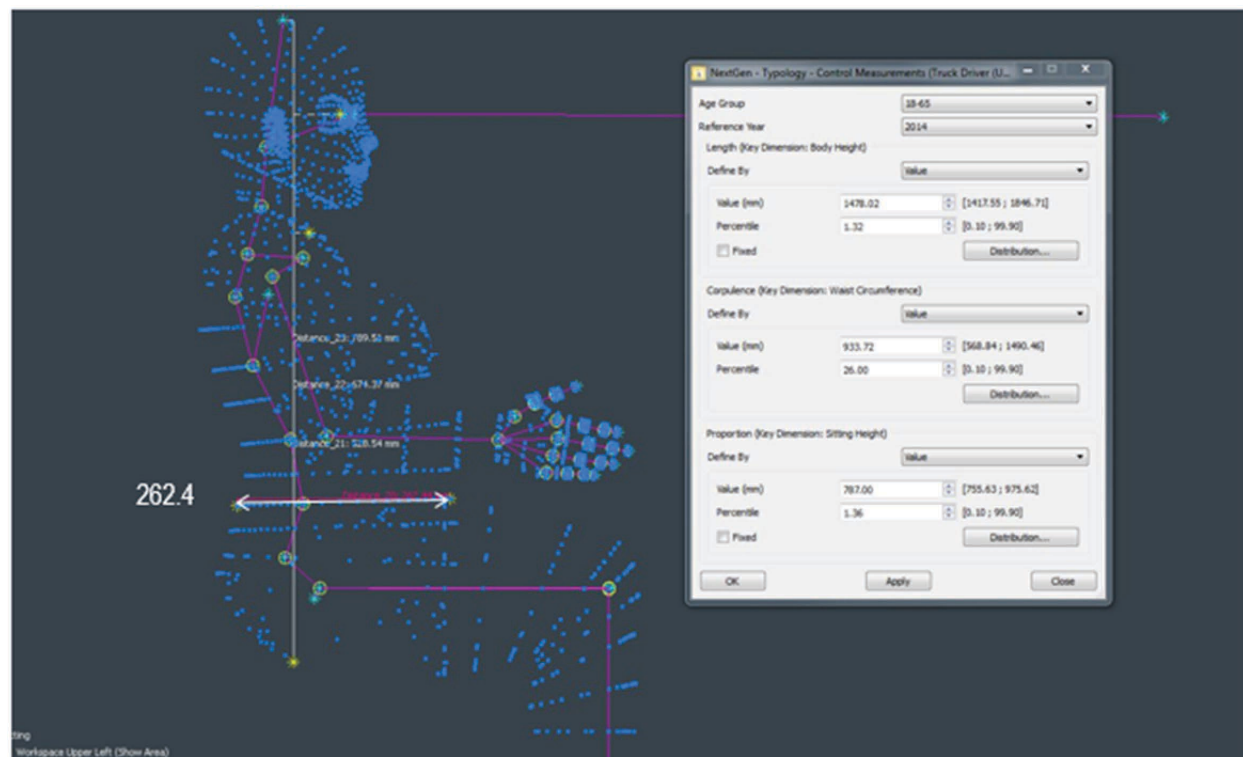 NextGen - Typology - Control Measurements (Truck Driver (U...
Age Group 18-65
Reference Year 2014
Length (Key Dimension: Body Height)
Define By Value
Value (mm) 1478.02 [1417.55 ; 1846.71]
Percentile 1.32 [0.10 ; 99.90]
Fixed Distribution...
Corpulence (Key Dimension: Waist Circumference)
Define By Value
Value (mm) 933.72 [568.84 ; 1490.46]
Percentile 26.00 [0.10 ; 99.90]
Distribution...
Proportion (Key Dimension: Sitting Height)
Define By Value
Value (mm) 787.00 [755.63 ; 975.62]
Percentile 1.36 [0.10 ; 99.90]
Fixed Distribution...
OK Apply Close
Distance_23: 789.51 mm
Distance_22: 674.37 mm
Distance_21: 528.54 mm
262.4
ting
Workspace Upper Left (Show Area)